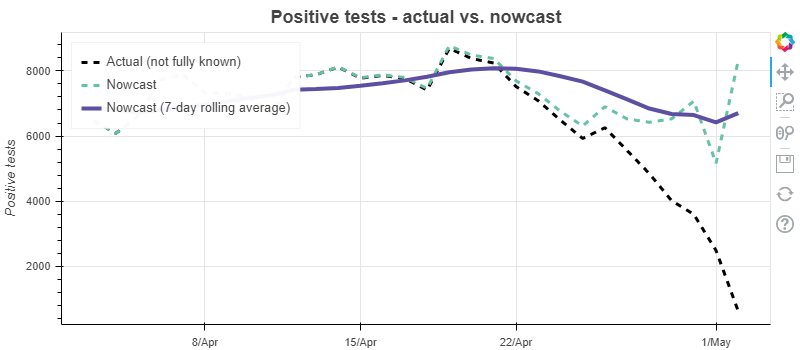 Positive tests - actual vs. nowcast
Actual (not fully known)
Nowcast
Nowcast (7-day rolling average)
8000
6000
4000
2000
Positive tests
8/Apr
15/Apr
22/Apr
1/May